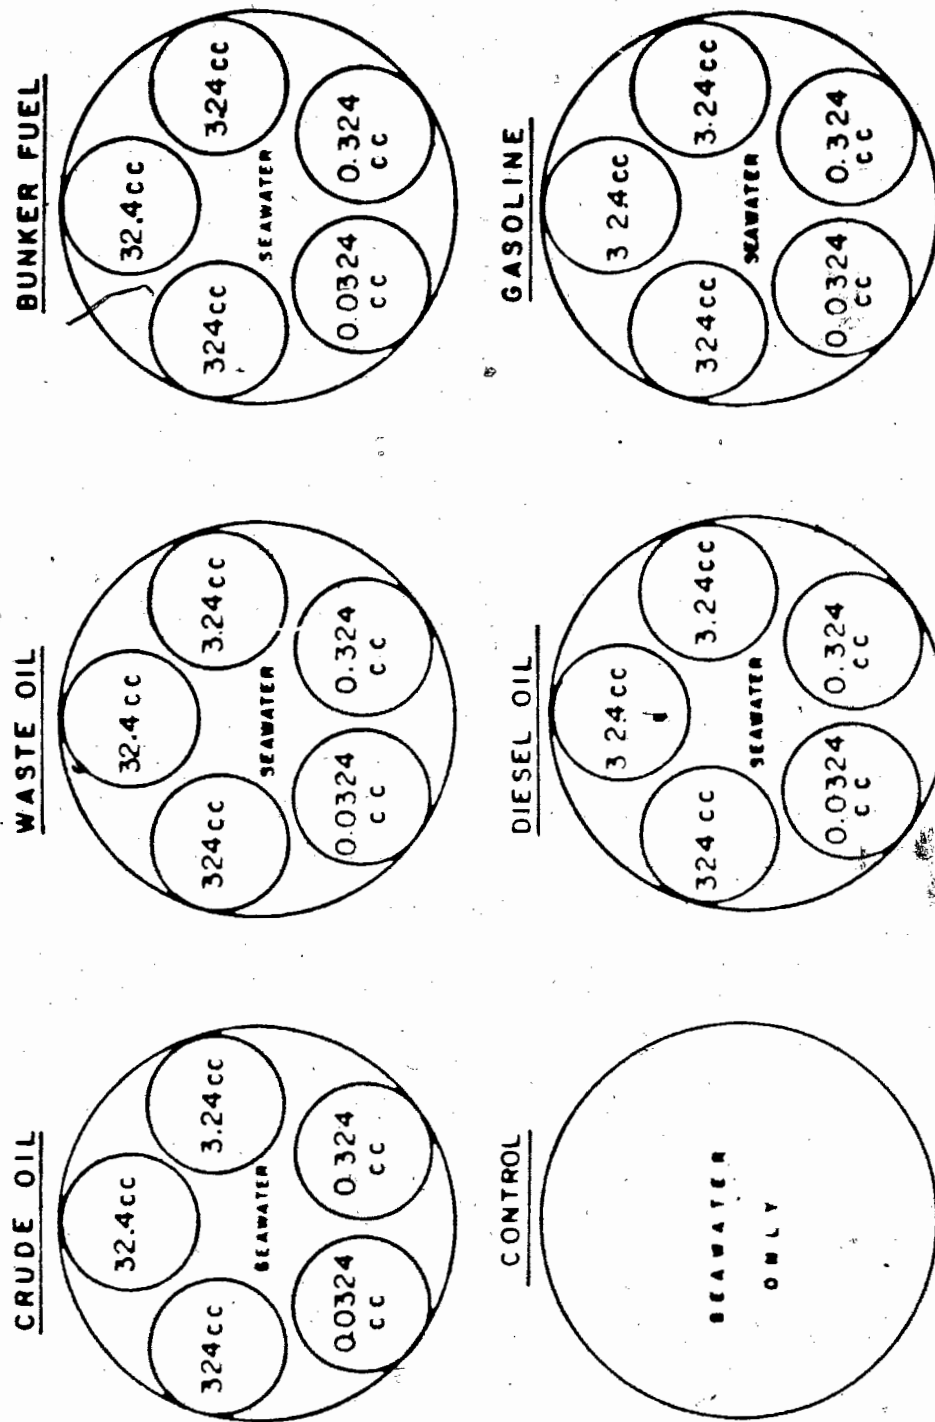 CRUDE OIL
32.4cc
324cc
3.24cc
SEAWATER
0.0324
cc
0.324
cc
WASTE OIL
32.4cc
324cc
3.24cc
SEAWATER
0.0324
cc
0.324
cc
BUNKER FUEL
32.4cc
324cc
3.24cc
SEAWATER
0.0324
cc
0.324
cc
CONTROL
SEAWATER
ONLY
DIESEL OIL
3 24cc
324cc
3.24cc
SEAWATER
0.0324
cc
0.324
cc
GASOLINE
3 24cc
324cc
3.24cc
SEAWATER
0.0324
cc
0.324
cc